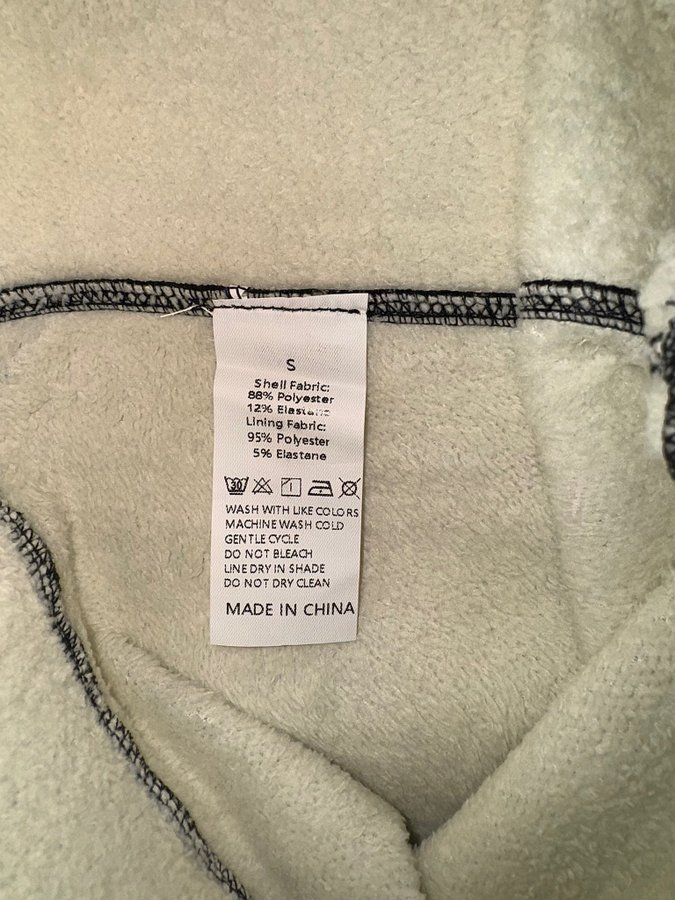 S
Shell Fabric:
88% Polyester
12% Elastane
Lining Fabric:
95% Polyester
5% Elastane
30
WASH WITH LIKE COLORS
MACHINE WASH COLD
GENTLE CYCLE
DO NOT BLEACH
LINE DRY IN SHADE
DO NOT DRY CLEAN
MADE IN CHINA